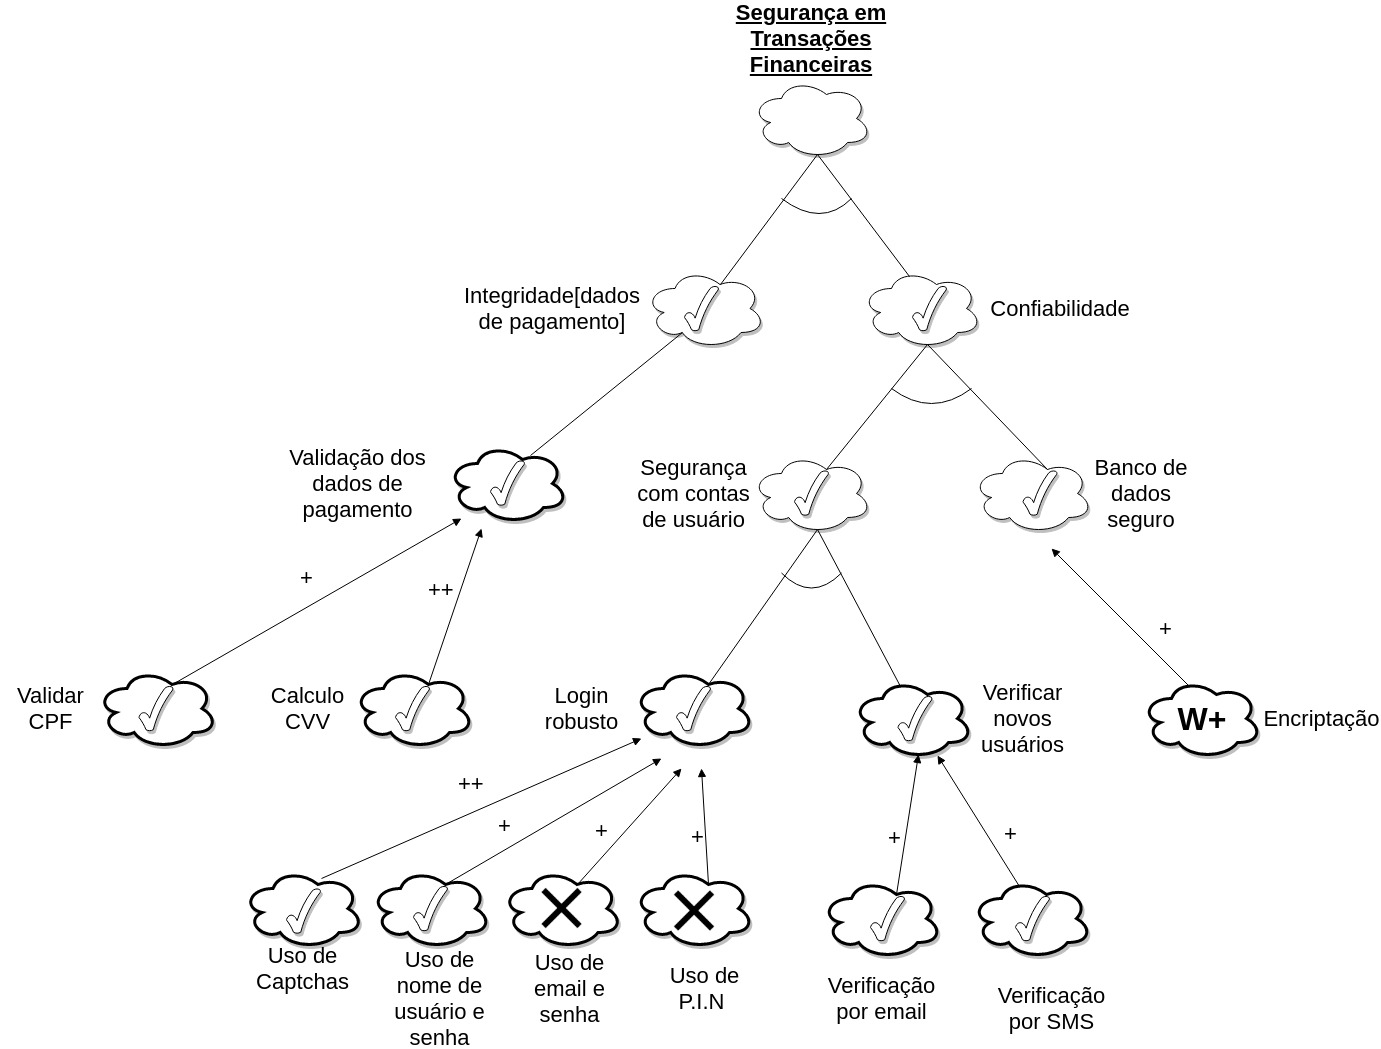 Segurança em
Transações
Financeiras
Integridade[dados
de pagamento]
Confiabilidade
Validação dos
dados de
pagamento
Segurança
com contas
de usuário
Banco de
dados
seguro
+
++
+
Validar
CPF
Calculo
CVV
Login
robusto
Verificar
novos
usuários
W+
Encriptação
++
+
+
+
+
+
Uso de
Captchas
Uso de
nome de
usuário e
senha
Uso de
email e
senha
Uso de
P.I.N
Verificação
por email
Verificação
por SMS